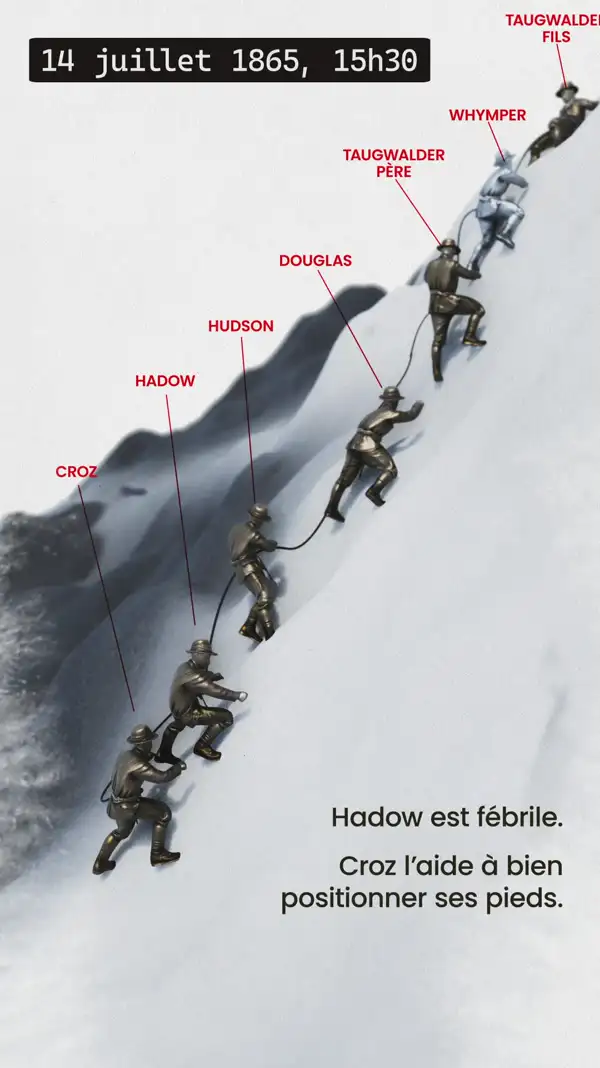 14 juillet 1865, 15h30
TAUGWALDE
FILS
WHYMPER
TAUGWALDER
PÈRE
DOUGLAS
HUDSON
HADOW
CROZ
Hadow est fébrile.
Croz l’aide à bien
positionner ses pieds.